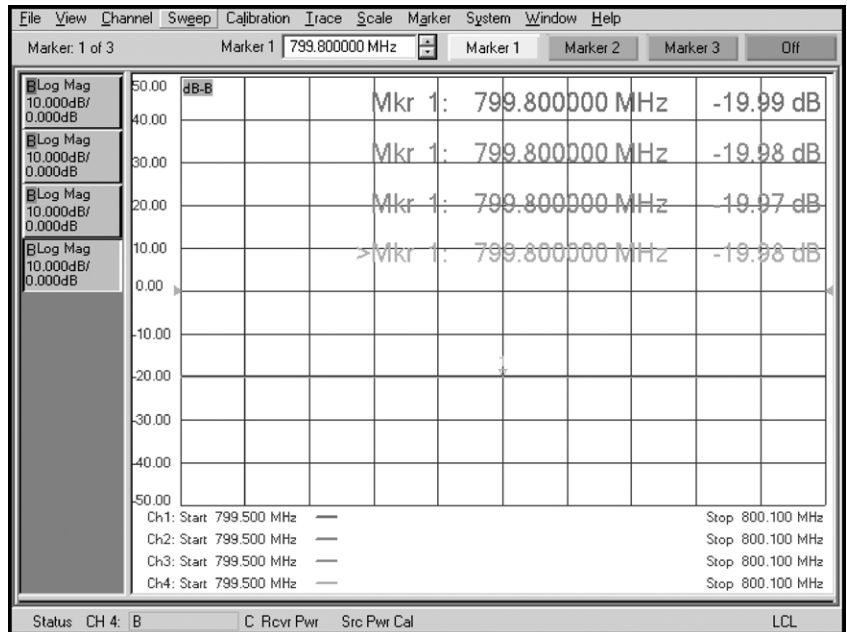 File View Channel Sweep Calibration Trace Scale Marker System Window Help
Marker: 1 of 3 Marker 1 799.800000 MHz Marker 1 Marker 2 Marker 3 Off
BLog Mag
10.000dB/
0.000dB
BLog Mag
10.000dB/
0.000dB
BLog Mag
10.000dB/
0.000dB
BLog Mag
10.000dB/
0.000dB
50.00
40.00
30.00
20.00
10.00
0.00
-10.00
-20.00
-30.00
-40.00
-50.00
dB-B
Mkr 1: 799.800000 MHz -19.99 dB
Mkr 1: 799.800000 MHz -19.98 dB
Mkr 1: 799.800000 MHz -19.97 dB
>Mkr 1: 799.800000 MHz -19.98 dB
Ch1: Start 799.500 MHz Stop 800.100 MHz
Ch2: Start 799.500 MHz Stop 800.100 MHz
Ch3: Start 799.500 MHz Stop 800.100 MHz
Ch4: Start 799.500 MHz Stop 800.100 MHz
Status CH 4: B C Rcvr Pwr Src Pwr Cal LCL